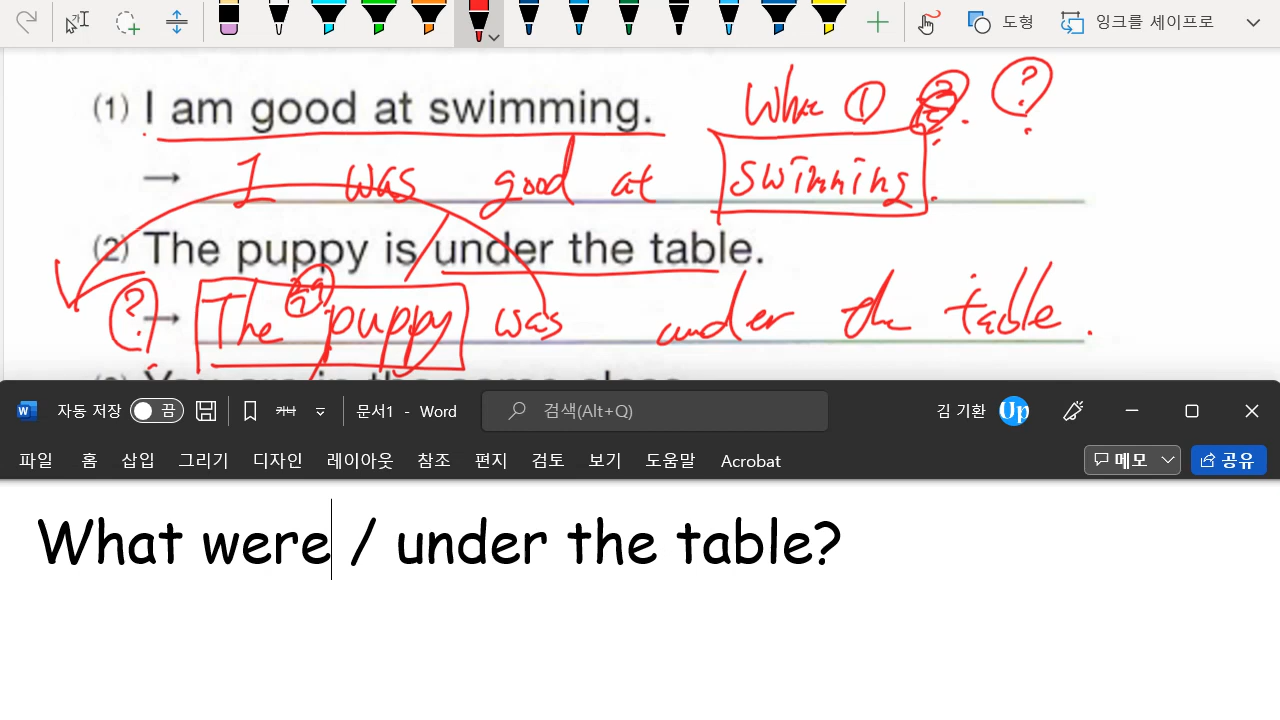 도형 잉크를 셰이프로
(1) I am good at swimming. What ① ② . ?
→ I was good at swimming.
(2) The puppy is under the table.
? → The puppy was under the table.
자동 저장 끔 가나 문서1 - Word 검색(Alt+Q) 김 기환 Up
파일 홈 삽입 그리기 디자인 레이아웃 참조 편지 검토 보기 도움말 Acrobat 메모 공유
What were / under the table?